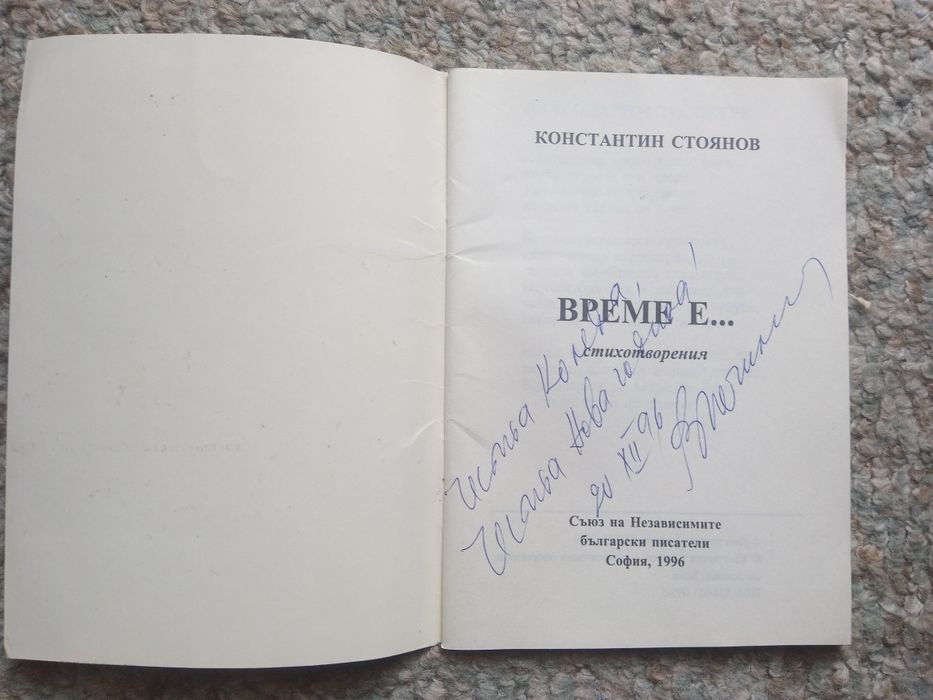 КОНСТАНТИН СТОЯНОВ
ВРЕМЕ Е...
стихотворения
Честита Коледа!
Честита Нова година!
20 XII 96
Съюз на Независимите
български писатели
София, 1996